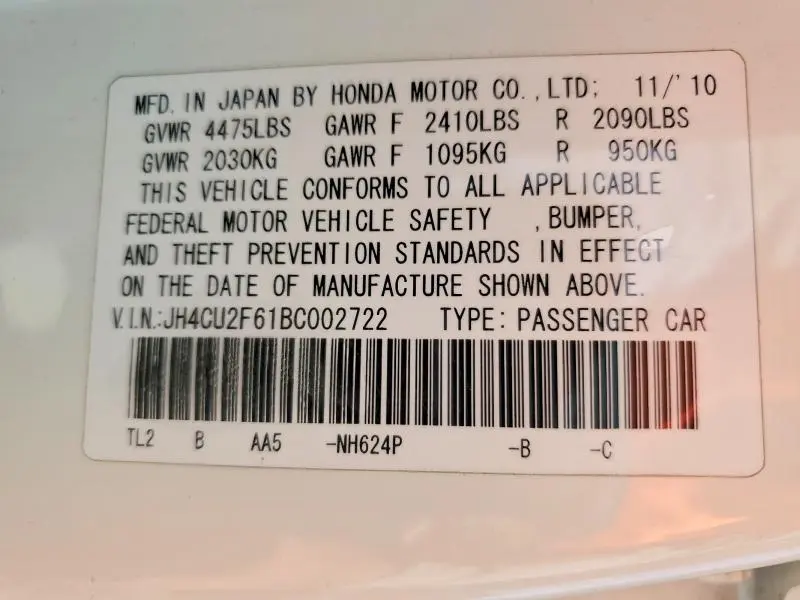 MFD. IN JAPAN BY HONDA MOTOR CO.,LTD; 11/'10
GVWR 4475LBS GAWR F 2410LBS R 2090LBS
GVWR 2030KG GAWR F 1095KG R 950KG
THIS VEHICLE CONFORMS TO ALL APPLICABLE
FEDERAL MOTOR VEHICLE SAFETY ,BUMPER,
AND THEFT PREVENTION STANDARDS IN EFFECT
ON THE DATE OF MANUFACTURE SHOWN ABOVE.
V.I.N.:JH4CU2F61BC002722 TYPE: PASSENGER CAR
TL2 B AA5 -NH624P -B -C